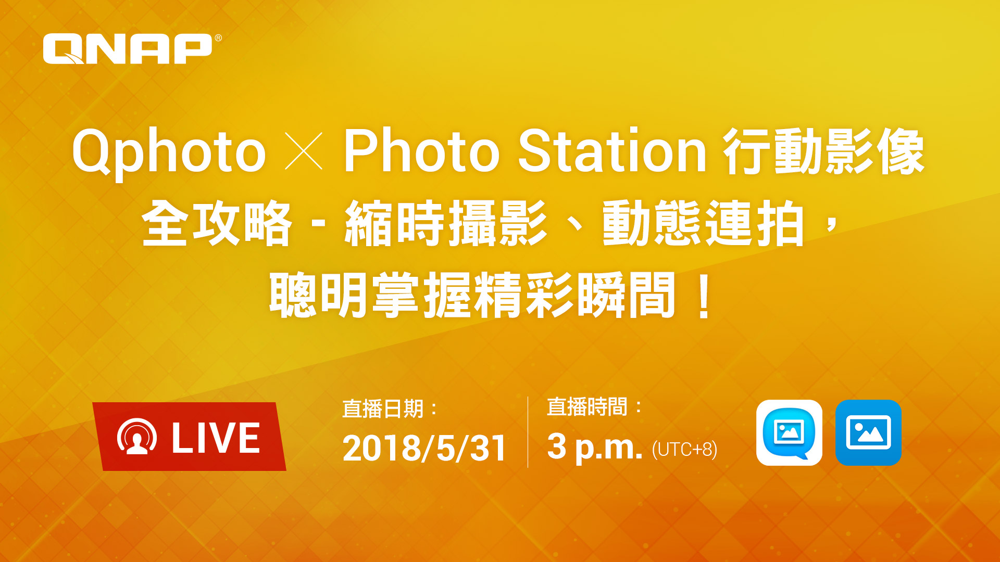 QNAP®
Qphoto × Photo Station 行動影像
全攻略 - 縮時攝影、動態連拍，
聰明掌握精彩瞬間！
LIVE
直播日期：
2018/5/31
直播時間：
3 p.m. (UTC+8)